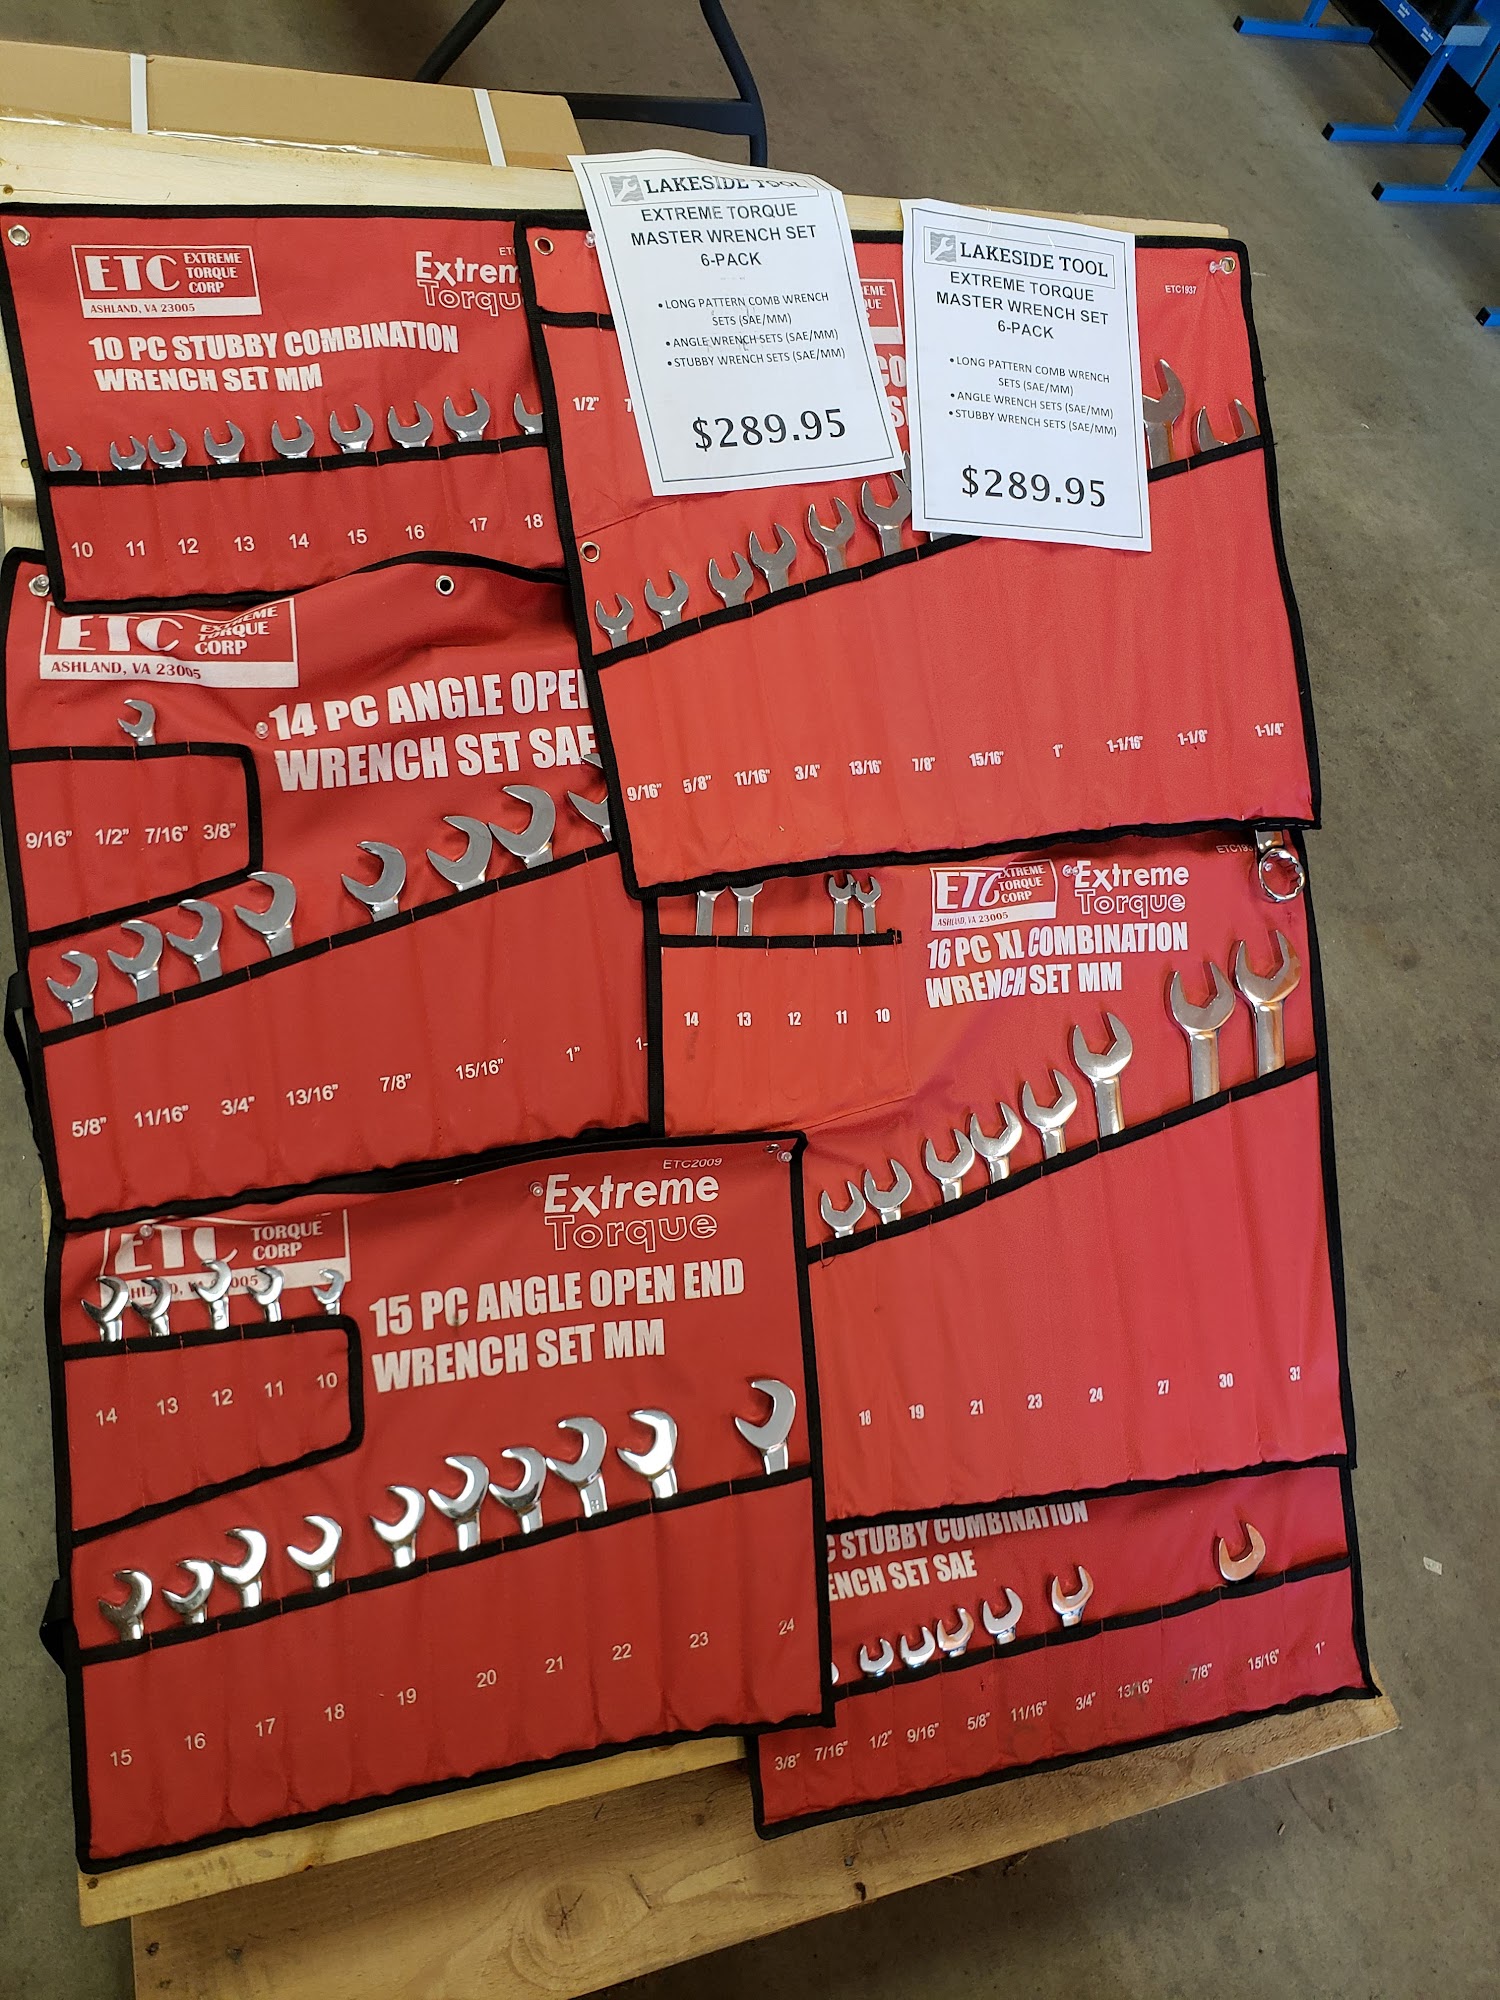 LAKESIDE TOOL
EXTREME TORQUE
MASTER WRENCH SET
6-PACK
• LONG PATTERN COMB WRENCH
SETS (SAE/MM)
• ANGLE WRENCH SETS (SAE/MM)
• STUBBY WRENCH SETS (SAE/MM)
$289.95
LAKESIDE TOOL
EXTREME TORQUE
MASTER WRENCH SET
6-PACK
• LONG PATTERN COMB WRENCH
SETS (SAE/MM)
• ANGLE WRENCH SETS (SAE/MM)
• STUBBY WRENCH SETS (SAE/MM)
$289.95
ETC EXTREME
TORQUE
CORP
ASHLAND, VA 23005
Extrem
Torqu
10 PC STUBBY COMBINATION
WRENCH SET MM
10 11 12 13 14 15 16 17 18
ETC1937
1/2"
9/16" 5/8" 11/16" 3/4" 13/16" 7/8" 15/16" 1" 1-1/16" 1-1/8" 1-1/4"
ETC EXTREME
TORQUE
CORP
ASHLAND, VA 23005
14 PC ANGLE OPE
WRENCH SET SAE
9/16" 1/2" 7/16" 3/8"
5/8" 11/16" 3/4" 13/16" 7/8" 15/16" 1" 1-
ETC EXTREME
TORQUE
CORP
ASHLAND, VA 23005
Extreme
Torque
16 PC XL COMBINATION
WRENCH SET MM
14 13 12 11 10
18 19 21 23 24 27 30 32
ETC2009
ETC TORQUE
CORP
Extreme
Torque
15 PC ANGLE OPEN END
WRENCH SET MM
14 13 12 11 10
15 16 17 18 19 20 21 22 23 24
C STUBBY COMBINATION
ENCH SET SAE
3/8" 7/16" 1/2" 9/16" 5/8" 11/16" 3/4" 13/16" 7/8" 15/16" 1"